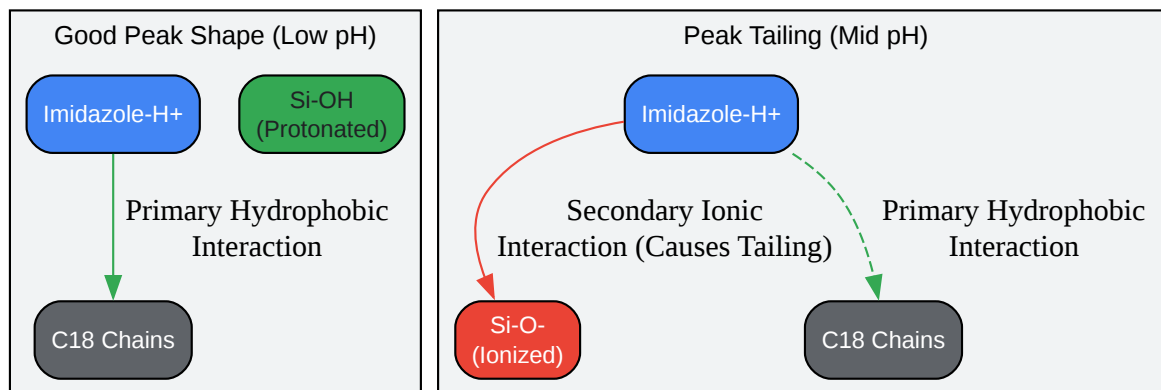 Good Peak Shape (Low pH)
Imidazole-H+
Si-OH
(Protonated)
Primary Hydrophobic
Interaction
C18 Chains
Peak Tailing (Mid pH)
Imidazole-H+
Secondary Ionic
Interaction (Causes Tailing)
Primary Hydrophobic
Interaction
Si-O-
(Ionized)
C18 Chains